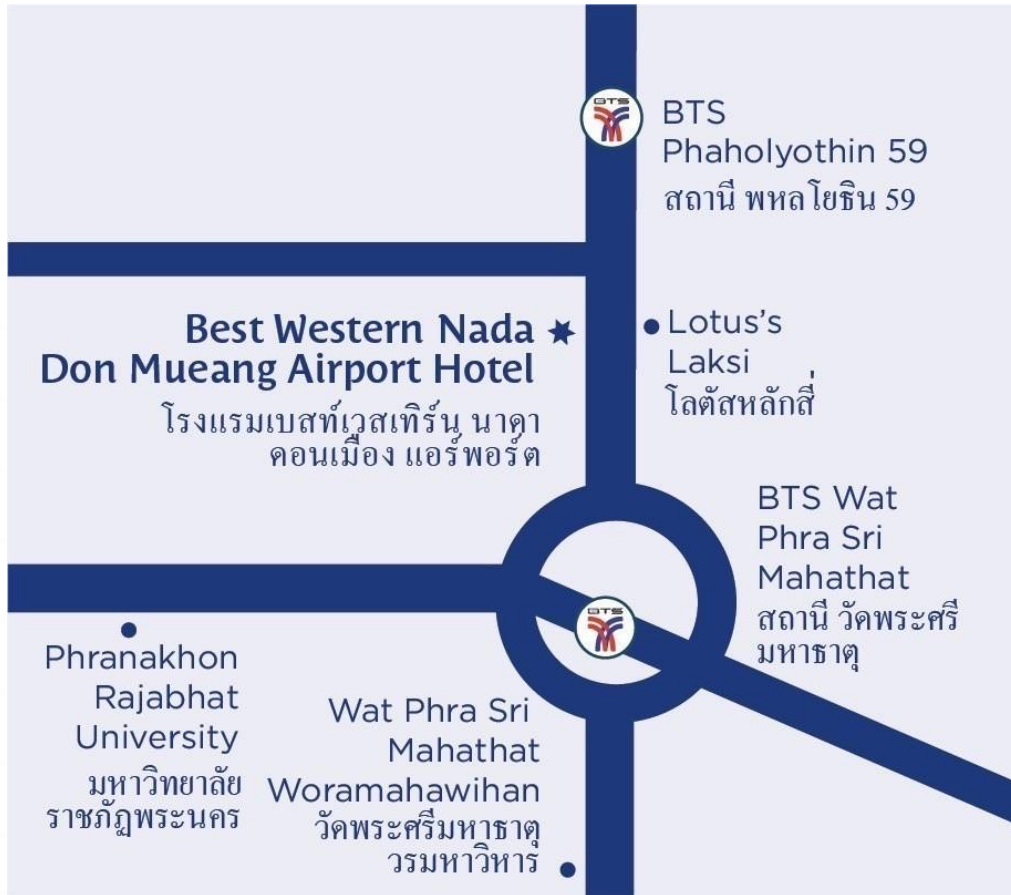 BTS
BTS
Phaholyothin 59
สถานี พหลโยธิน 59
Best Western Nada
Don Mueang Airport Hotel
โรงแรมเบสท์เวสเทิร์น นาดา
ดอนเมือง แอร์พอร์ต
Lotus's
Laksi
โลตัสหลักสี่
BTS Wat
Phra Sri
Mahathat
สถานี วัดพระศรี
มหาธาตุ
BTS
Phranakhon
Rajabhat
University
มหาวิทยาลัย
ราชภัฏพระนคร
Wat Phra Sri
Mahathat
Woramahawihan
วัดพระศรีมหาธาตุ
วรมหาวิหาร